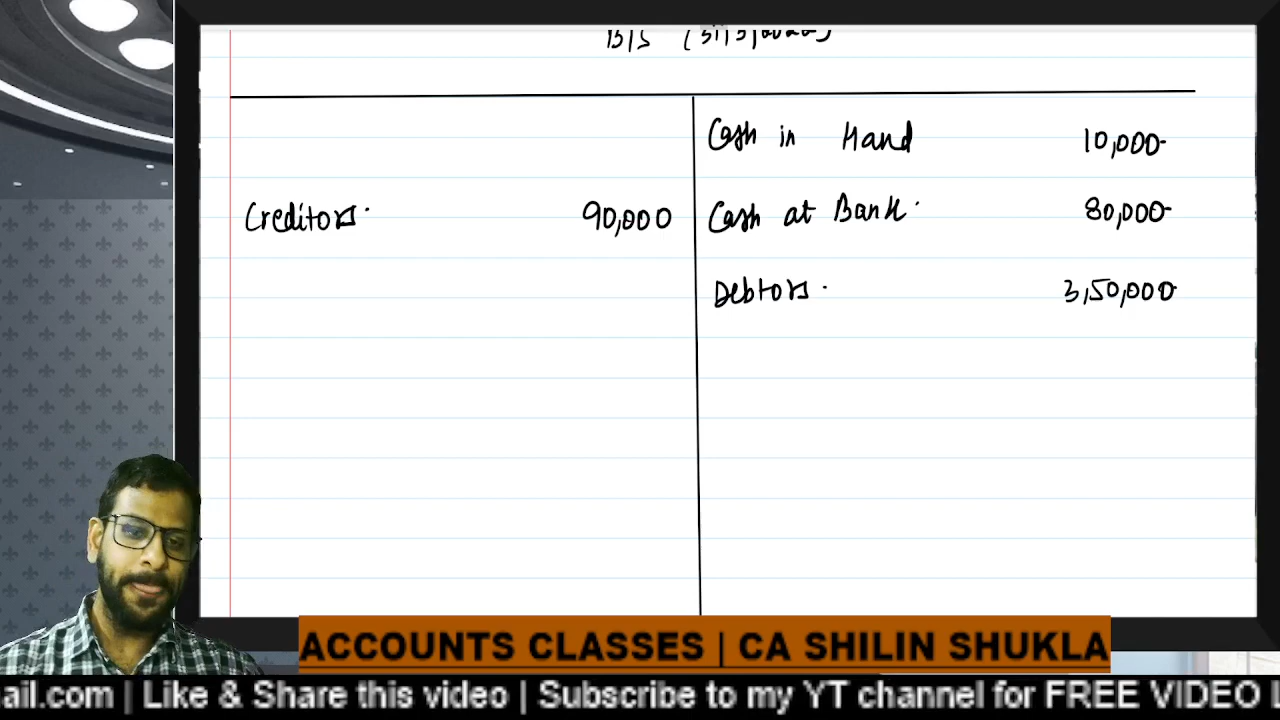 B/S
Cash in Hand 10,000
Creditors 90,000 Cash at Bank 80,000
Debtors 3,50,000
ACCOUNTS CLASSES | CA SHILIN SHUKLA
ail.com | Like & Share this video | Subscribe to my YT channel for FREE VIDEO